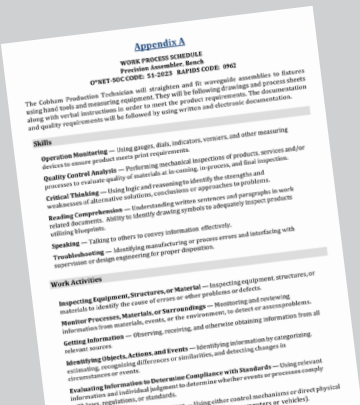 Appendix A
WORK PROCESS SCHEDULE
Precision Assembler, Bench
O*NET-SOC CODE: 51-2023 RAPIDS CODE: 0962
The Cobham Production Technician will straighten and fit waveguide assemblies to fixtures
using hand tools and measuring equipment. They will be following drawings and process sheets
along with verbal instructions in order to meet the product requirements. The documentation
and quality requirements will be followed by using written and electronic documentation.
Skills
Operation Monitoring — Using gauges, dials, indicators, verniers, and other measuring
devices to ensure product meets print requirements.
Quality Control Analysis — Performing mechanical inspections of products, services and/or
processes to evaluate quality of materials at in-coming, in-process, and final inspection.
Critical Thinking — Using logic and reasoning to identify the strengths and
weaknesses of alternative solutions, conclusions or approaches to problems.
Reading Comprehension — Understanding written sentences and paragraphs in work
related documents. Ability to identify drawing symbols to adequately inspect products
utilizing blueprints.
Speaking — Talking to others to convey information effectively.
Troubleshooting — Identifying manufacturing or process errors and interfacing with
supervision or design engineering for proper disposition.
Work Activities
Inspecting Equipment, Structures, or Material — Inspecting equipment, structures, or
materials to identify the cause of errors or other problems or defects.
Monitor Processes, Materials, or Surroundings — Monitoring and reviewing
information from materials, events, or the environment, to detect or assess problems.
Getting Information — Observing, receiving, and otherwise obtaining information from all
relevant sources.
Identifying Objects, Actions, and Events — Identifying information by categorizing,
estimating, recognizing differences or similarities, and detecting changes in
circumstances or events.
Evaluating Information to Determine Compliance with Standards — Using relevant
information and individual judgment to determine whether events or processes comply
laws, regulations, or standards.
Using either control mechanisms or direct physical
computers or vehicles).